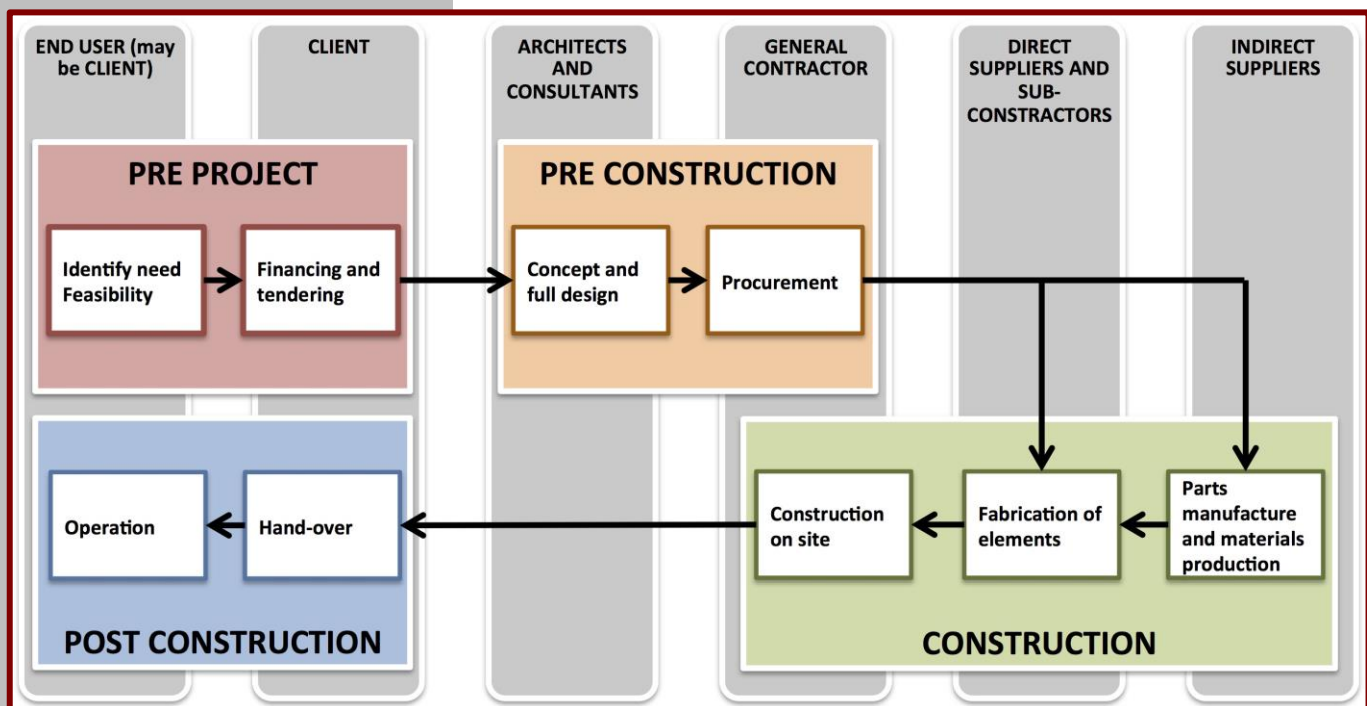 END USER (may
be CLIENT)
CLIENT
ARCHITECTS
AND
CONSULTANTS
GENERAL
CONTRACTOR
DIRECT
SUPPLIERS AND
SUB-
CONSTRACTORS
INDIRECT
SUPPLIERS
PRE PROJECT
Identify need
Feasibility
Financing and
tendering
PRE CONSTRUCTION
Concept and
full design
Procurement
Operation
Hand-over
POST CONSTRUCTION
Construction
on site
Fabrication of
elements
Parts
manufacture
and materials
production
CONSTRUCTION